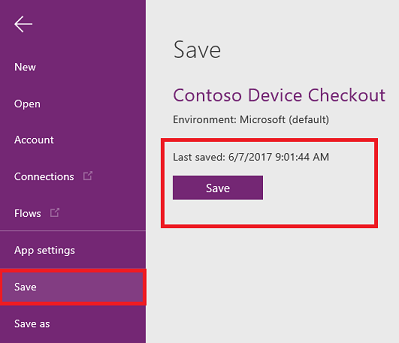 New
Open
Account
Connections
Flows
App settings
Save
Save as
Save
Contoso Device Checkout
Environment: Microsoft (default)
Last saved: 6/7/2017 9:01:44 AM
Save